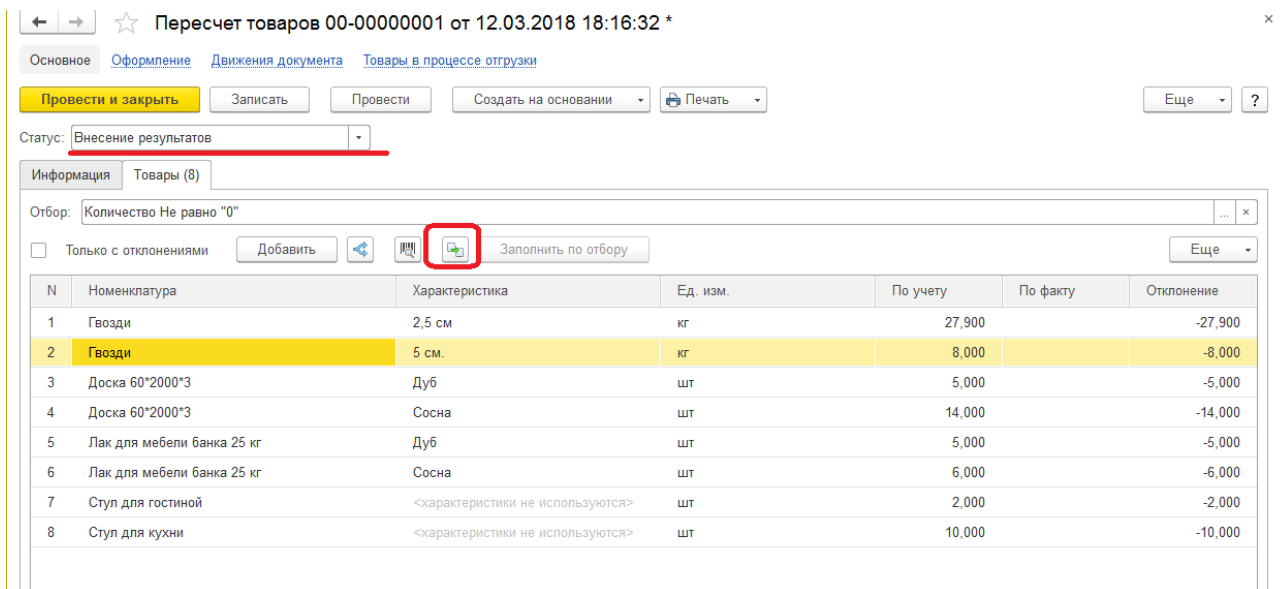 Пересчет товаров 00-00000001 от 12.03.2018 18:16:32 *
Основное Оформление Движения документа Товары в процессе отгрузки
Провести и закрыть Записать Провести Создать на основании Печать Еще ?
Статус: Внесение результатов
Информация Товары (8)
Отбор: Количество Не равно "0" ... ×
Только с отклонениями Добавить Заполнить по отбору Еще
N Номенклатура Характеристика Ед. изм. По учету По факту Отклонение
1 Гвозди 2,5 см кг 27,900 -27,900
2 Гвозди 5 см. кг 8,000 -8,000
3 Доска 60*2000*3 Дуб шт 5,000 -5,000
4 Доска 60*2000*3 Сосна шт 14,000 -14,000
5 Лак для мебели банка 25 кг Дуб шт 5,000 -5,000
6 Лак для мебели банка 25 кг Сосна шт 6,000 -6,000
7 Стул для гостиной <характеристики не используются> шт 2,000 -2,000
8 Стул для кухни <характеристики не используются> шт 10,000 -10,000